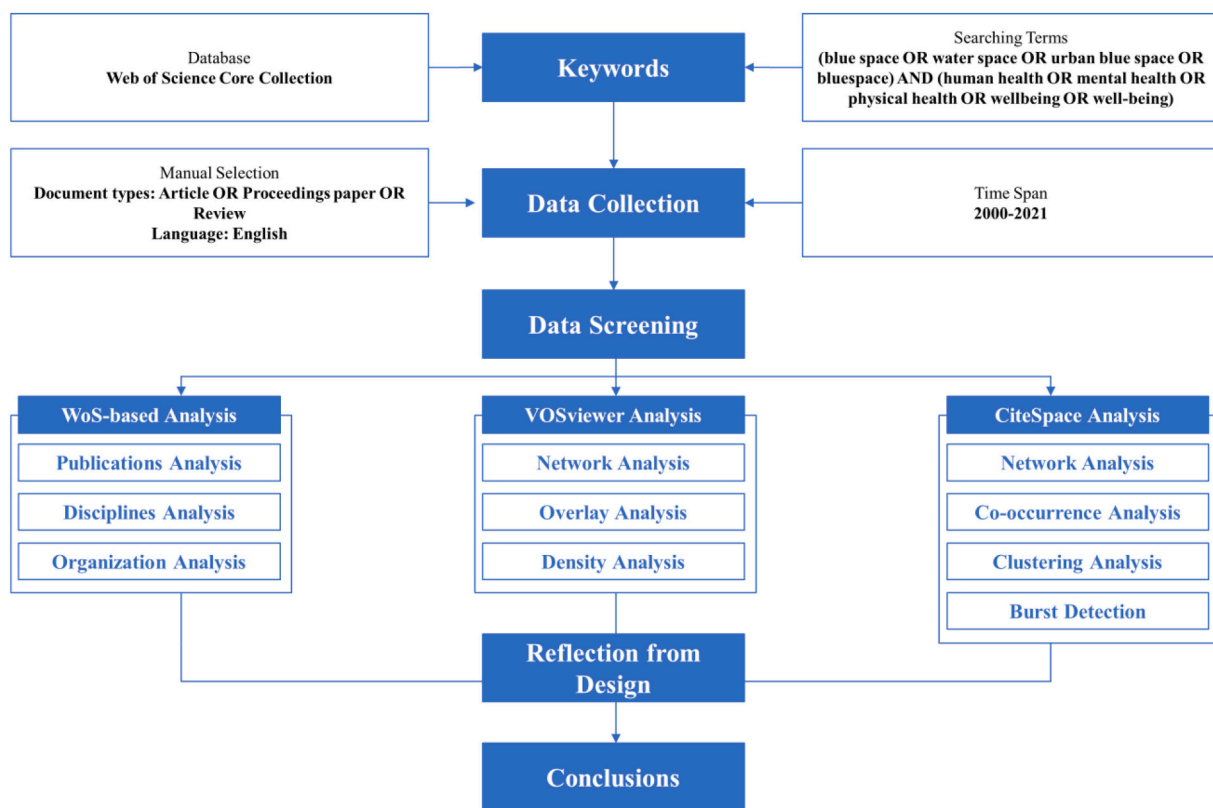 Database
Web of Science Core Collection
Keywords
Searching Terms
(blue space OR water space OR urban blue space OR
bluespace) AND (human health OR mental health OR
physical health OR wellbeing OR well-being)
Manual Selection
Document types: Article OR Proceedings paper OR
Review
Language: English
Data Collection
Time Span
2000-2021
Data Screening
WoS-based Analysis
Publications Analysis
Disciplines Analysis
Organization Analysis
VOSviewer Analysis
Network Analysis
Overlay Analysis
Density Analysis
CiteSpace Analysis
Network Analysis
Co-occurrence Analysis
Clustering Analysis
Burst Detection
Reflection from
Design
Conclusions